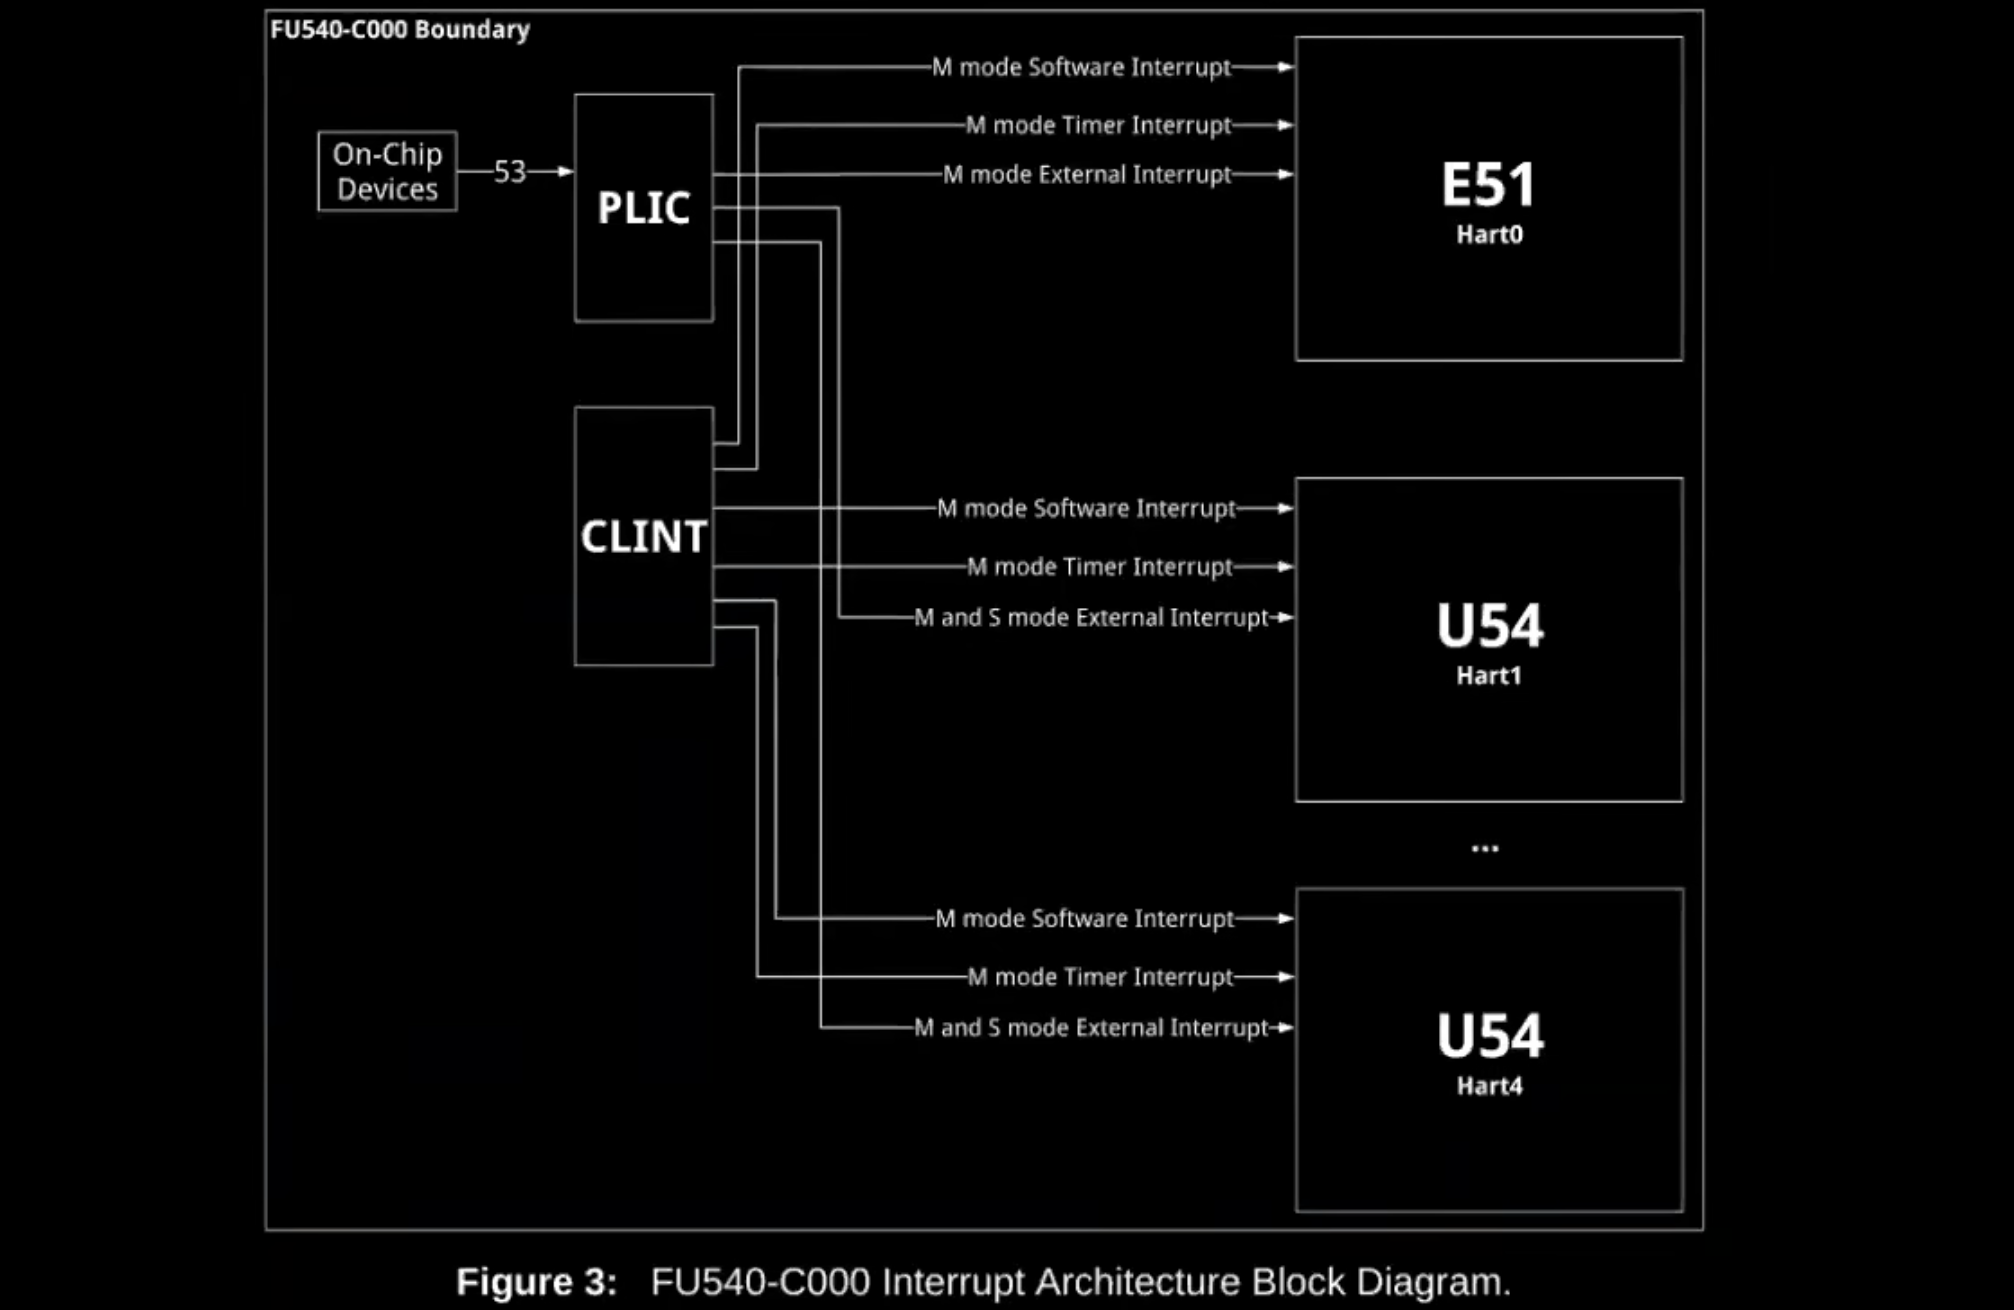 FU540-C000 Boundary
On-Chip
Devices
53
PLIC
M mode Software Interrupt
M mode Timer Interrupt
M mode External Interrupt
E51
Hart0
CLINT
M mode Software Interrupt
M mode Timer Interrupt
M and S mode External Interrupt
U54
Hart1
...
M mode Software Interrupt
M mode Timer Interrupt
M and S mode External Interrupt
U54
Hart4
Figure 3: FU540-C000 Interrupt Architecture Block Diagram.